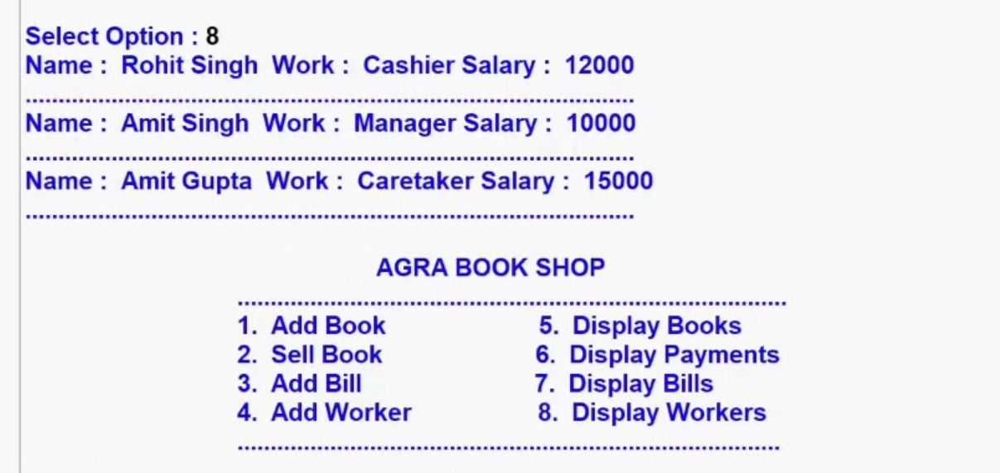 Select Option : 8
Name :  Rohit Singh  Work :  Cashier Salary :  12000
................................................................................
Name :  Amit Singh  Work :  Manager Salary :  10000
................................................................................
Name :  Amit Gupta  Work :  Caretaker Salary :  15000
................................................................................
AGRA BOOK SHOP
................................................................................
1.  Add Book 5.  Display Books
2.  Sell Book 6.  Display Payments
3.  Add Bill 7.  Display Bills
4.  Add Worker 8.  Display Workers
................................................................................